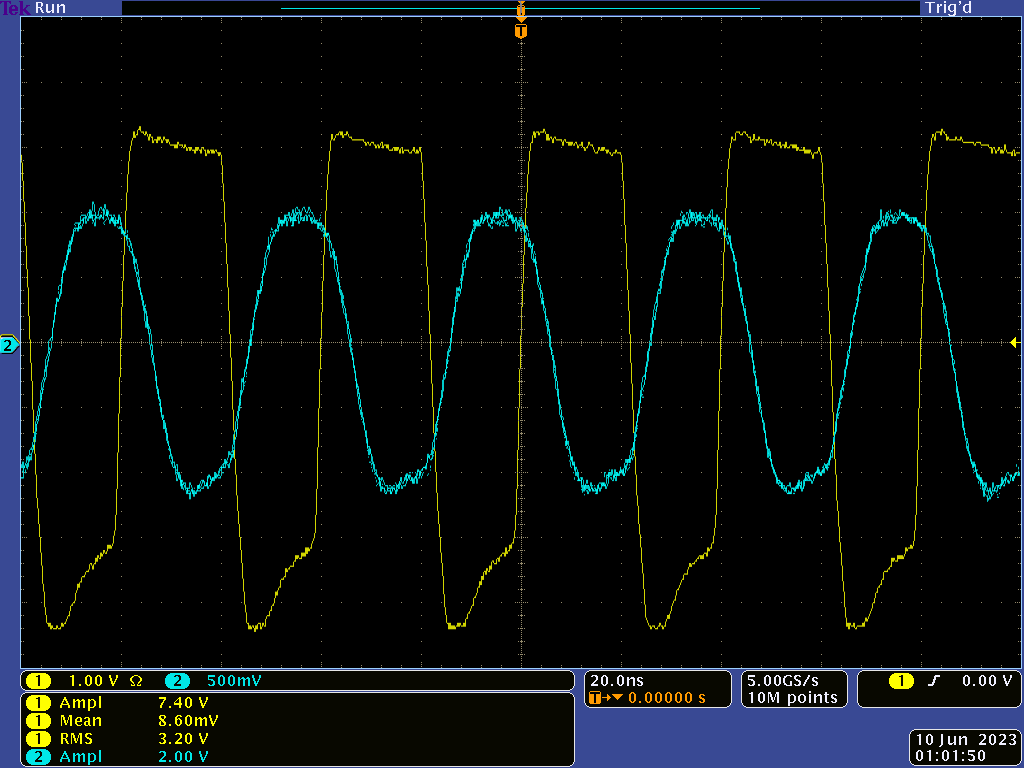 Tek Run Trig'd
T
2
1 1.00 V Ω 2 500mV
20.0ns
T→▼ 0.00000 s
5.00GS/s
10M points
1 0.00 V
1 Ampl 7.40 V
1 Mean 8.60mV
1 RMS 3.20 V
2 Ampl 2.00 V
10 Jun 2023
01:01:50